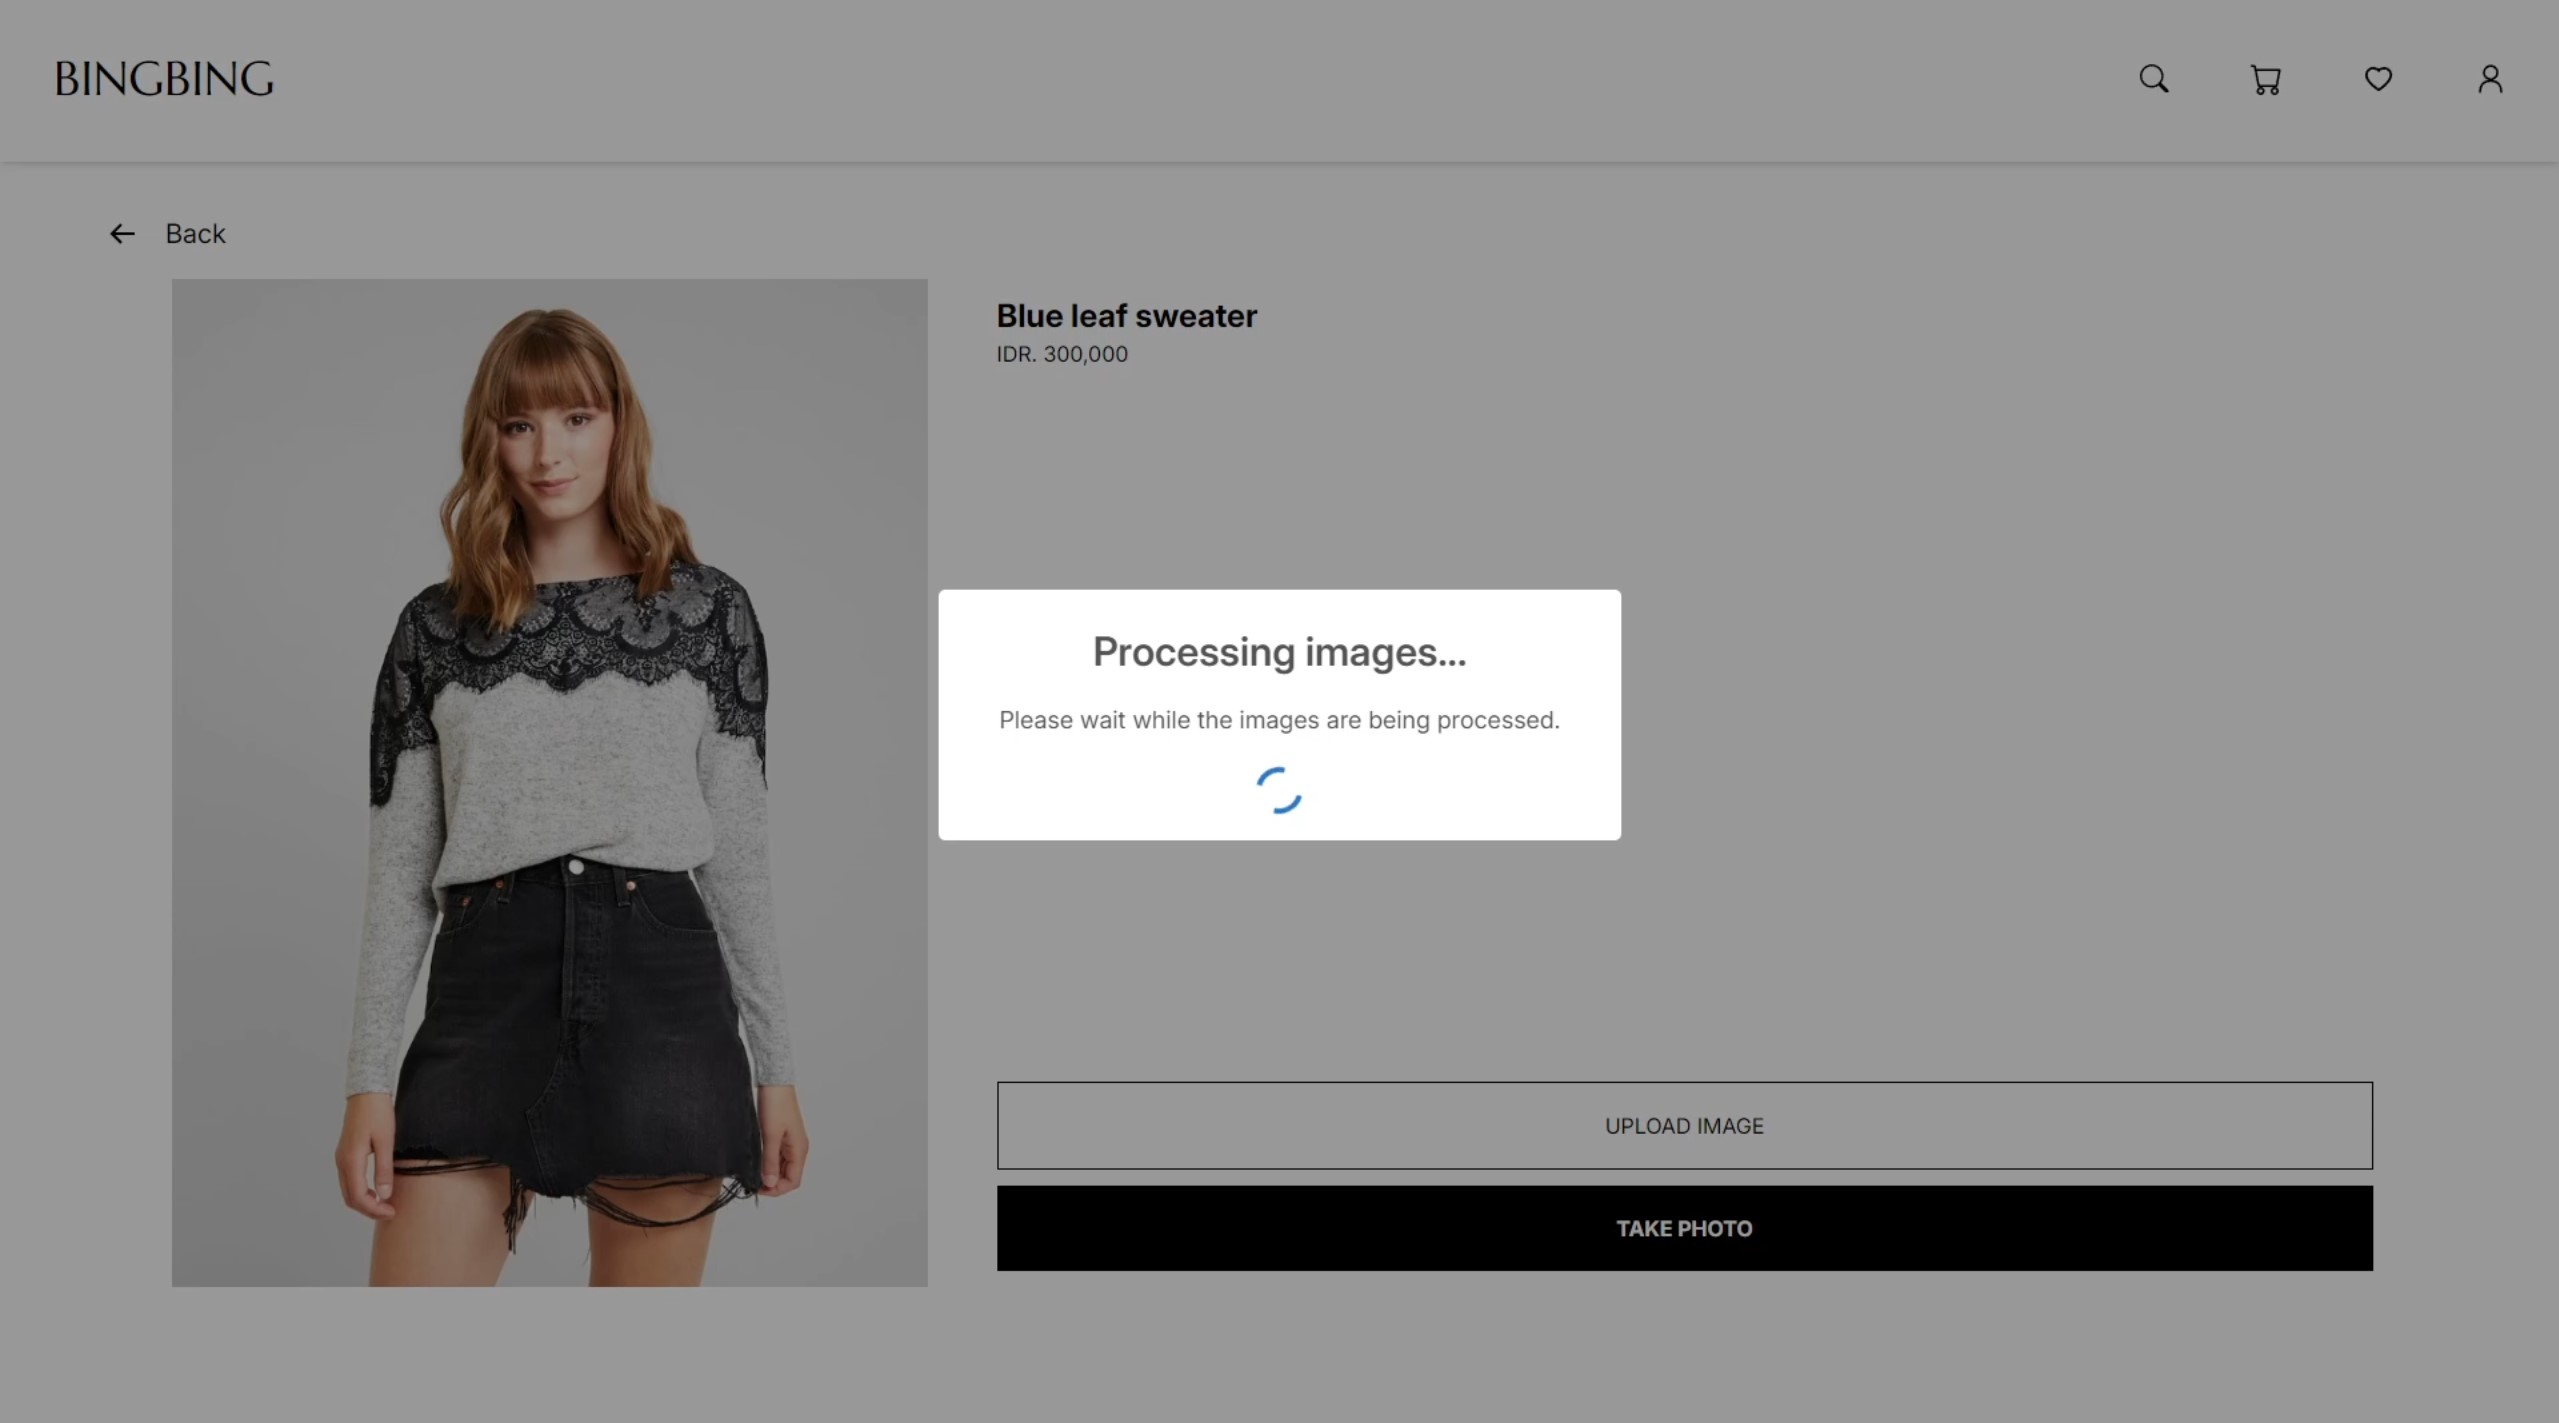 BINGBING
Back
Blue leaf sweater
IDR. 300,000
Processing images...
Please wait while the images are being processed.
UPLOAD IMAGE
TAKE PHOTO